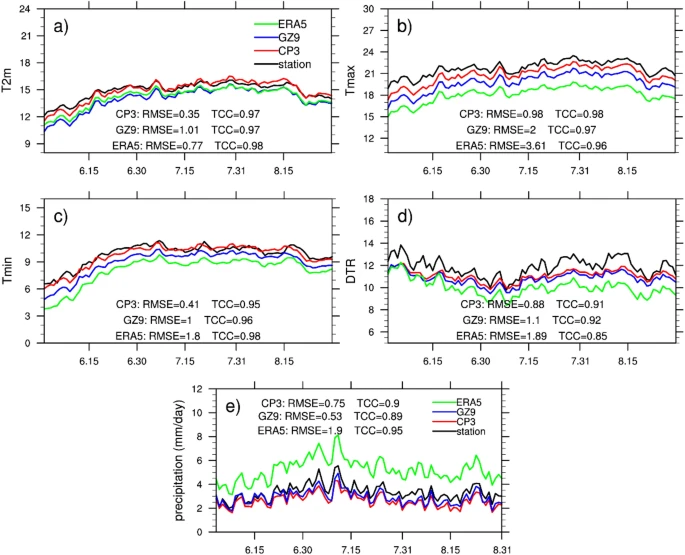 a)
ERA5
GZ9
CP3
station
T2m
24
21
18
15
12
9
CP3: RMSE=0.35 TCC=0.97
GZ9: RMSE=1.01 TCC=0.97
ERA5: RMSE=0.77 TCC=0.98
6.15 6.30 7.15 7.31 8.15
b)
Tmax
30
27
24
21
18
15
12
CP3: RMSE=0.98 TCC=0.98
GZ9: RMSE=2 TCC=0.97
ERA5: RMSE=3.61 TCC=0.96
6.15 6.30 7.15 7.31 8.15
c)
Tmin
15
12
9
6
3
0
CP3: RMSE=0.41 TCC=0.95
GZ9: RMSE=1 TCC=0.96
ERA5: RMSE=1.8 TCC=0.98
6.15 6.30 7.15 7.31 8.15
d)
DTR
18
16
14
12
10
8
6
CP3: RMSE=0.88 TCC=0.91
GZ9: RMSE=1.1 TCC=0.92
ERA5: RMSE=1.89 TCC=0.85
6.15 6.30 7.15 7.31 8.15
e)
precipitation (mm/day)
12
10
8
6
4
2
0
CP3: RMSE=0.75 TCC=0.9
GZ9: RMSE=0.53 TCC=0.89
ERA5: RMSE=1.9 TCC=0.95
ERA5
GZ9
CP3
station
6.15 6.30 7.15 7.31 8.15 8.31